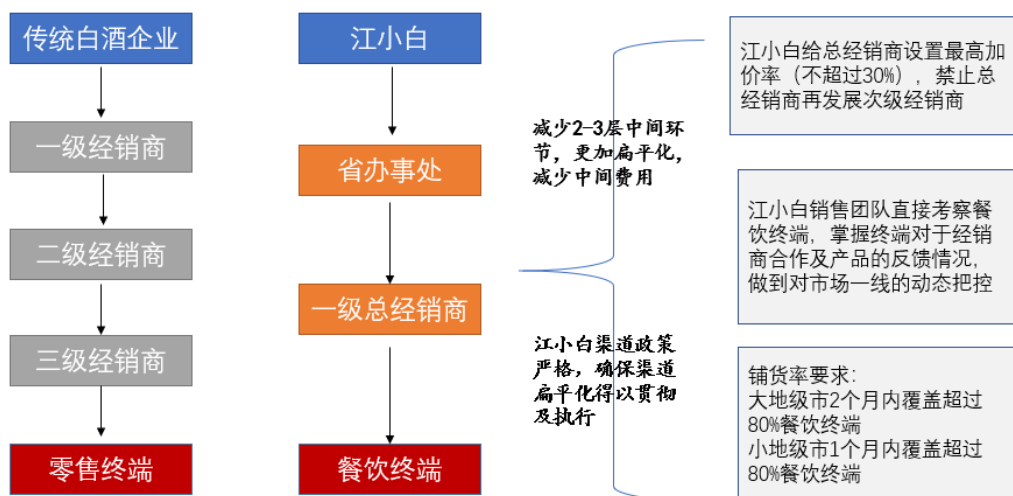 传统白酒企业
一级经销商
二级经销商
三级经销商
零售终端
江小白
省办事处
一级总经销商
餐饮终端
减少2-3层中间环
节，更加扁平化，
减少中间费用
江小白渠道政策
严格，确保渠道
扁平化得以贯彻
及执行
江小白给总经销商设置最高加
价率（不超过30%），禁止总
经销商再发展次级经销商
江小白销售团队直接考察餐
饮终端，掌握终端对于经销
商合作及产品的反馈情况，
做到对市场一线的动态把控
铺货率要求：
大地级市2个月内覆盖超过
80%餐饮终端
小地级市1个月内覆盖超过
80%餐饮终端